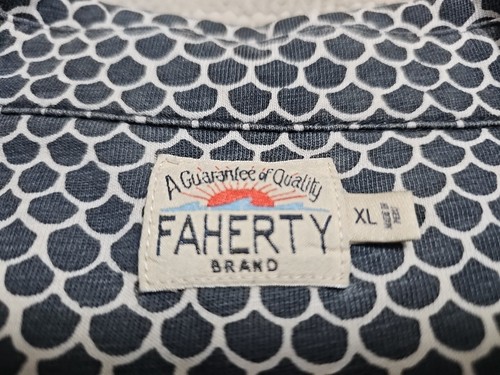 A Guarantee of Quality
FAHERTY
BRAND
XL